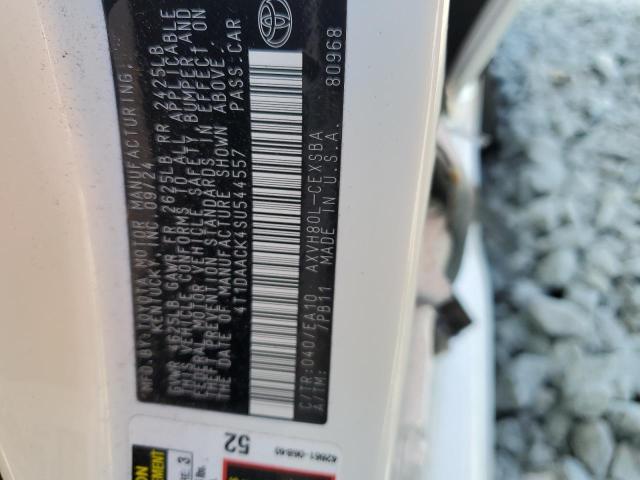 MFD.BY:TOYOTA MOTOR MANUFACTURING,
KENTUCKY, INC. 09/24
GVWR 4625LB GAWR FR 2625LB RR 2425LB
THIS VEHICLE CONFORMS TO ALL APPLICABLE
FEDERAL MOTOR VEHICLE SAFETY, BUMPER, AND
THEFT PREVENTION STANDARDS IN EFFECT ON
THE DATE OF MANUFACTURE SHOWN ABOVE.
4T1DAACK4SU544557 PASS.CAR
C/TR:040/EA10 AXVH80L-CEXSBA
A/TM: /PB11 MADE IN U.S.A. 80968
52